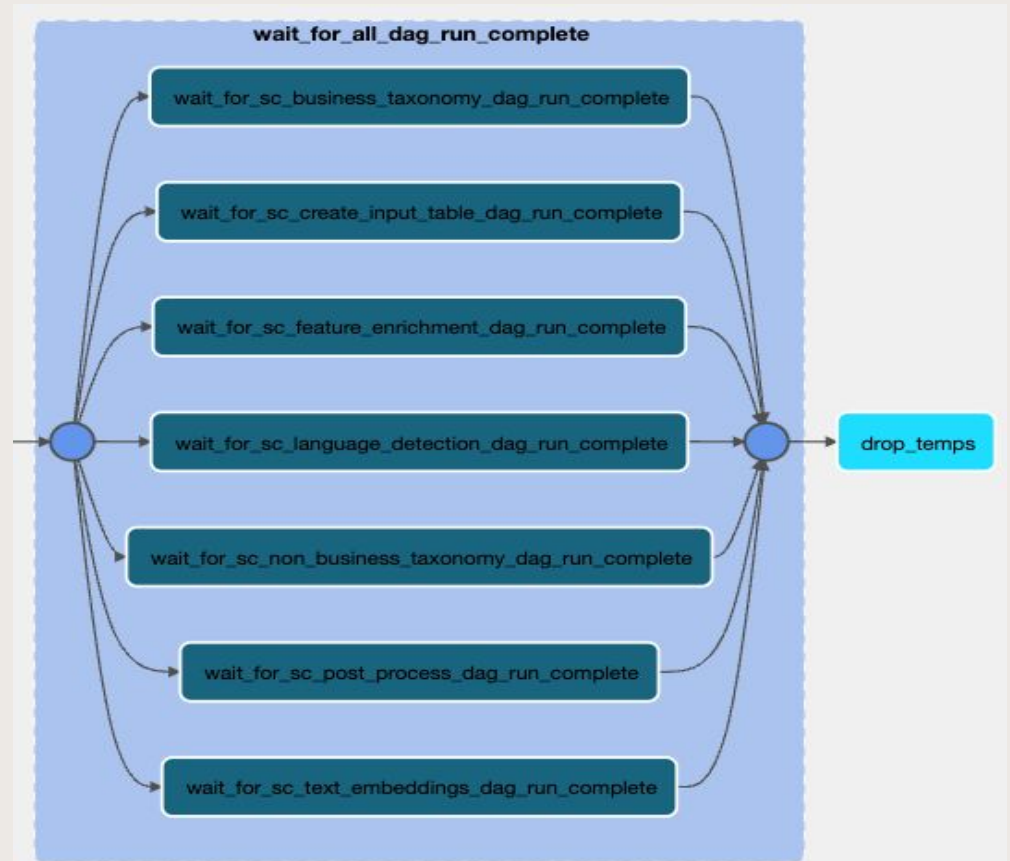 wait_for_all_dag_run_complete
wait_for_sc_business_taxonomy_dag_run_complete
wait_for_sc_create_input_table_dag_run_complete
wait_for_sc_feature_enrichment_dag_run_complete
wait_for_sc_language_detection_dag_run_complete
drop_temps
wait_for_sc_non_business_taxonomy_dag_run_complete
wait_for_sc_post_process_dag_run_complete
wait_for_sc_text_embeddings_dag_run_complete